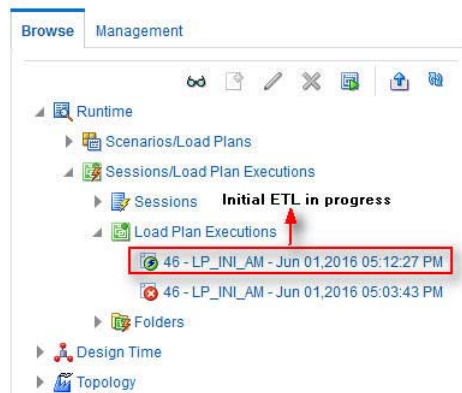 Browse Management
Runtime
Scenarios/Load Plans
Sessions/Load Plan Executions
Sessions Initial ETL in progress
Load Plan Executions
46 - LP_INI_AM - Jun 01,2016 05:12:27 PM
46 - LP_INI_AM - Jun 01,2016 05:03:43 PM
Folders
Design Time
Topology